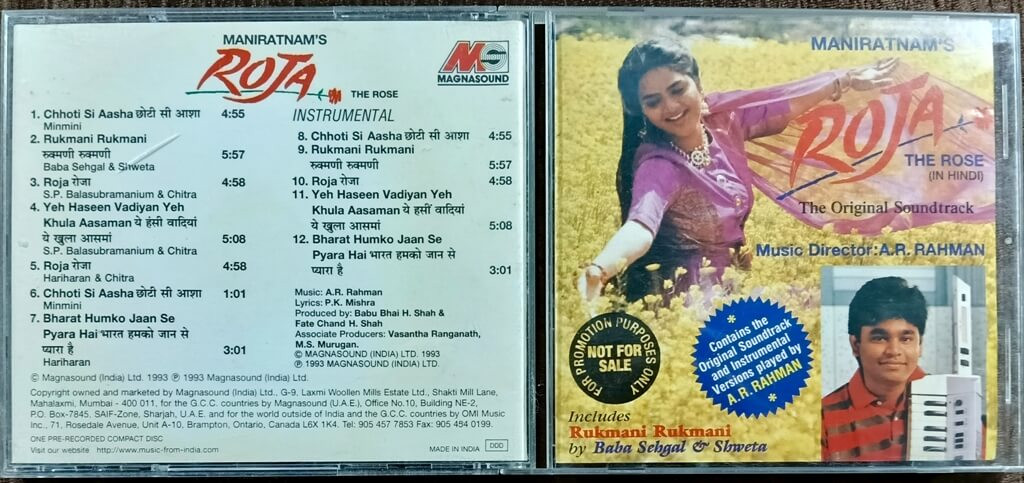 MANIRATNAM'S
ROJA
THE ROSE
MS
MAGNASOUND
1. Chhoti Si Aasha छोटी सी आशा 4:55
Minmini
2. Rukmani Rukmani
रुक्मणी रुक्मणी 5:57
Baba Sehgal & Shweta
3. Roja रोजा 4:58
S.P. Balasubramanium & Chitra
4. Yeh Haseen Vadiyan Yeh
Khula Aasaman ये हंसी वादियां
ये खुला आसमां 5:08
S.P. Balasubramanium & Chitra
5. Roja रोजा 4:58
Hariharan & Chitra
6. Chhoti Si Aasha छोटी सी आशा 1:01
Minmini
7. Bharat Humko Jaan Se
Pyara Hai भारत हमको जान से
प्यारा है 3:01
Hariharan
INSTRUMENTAL
8. Chhoti Si Aasha छोटी सी आशा 4:55
9. Rukmani Rukmani
रुक्मणी रुक्मणी 5:57
10. Roja रोजा 4:58
11. Yeh Haseen Vadiyan Yeh
Khula Aasaman ये हसीं वादियां
ये खुला आसमां 5:08
12. Bharat Humko Jaan Se
Pyara Hai भारत हमको जान से
प्यारा है 3:01
Music: A.R. Rahman
Lyrics: P.K. Mishra
Produced by: Babu Bhai H. Shah &
Fate Chand H. Shah
Associate Producers: Vasantha Ranganath,
M.S. Murugan.
© MAGNASOUND (INDIA) LTD. 1993
℗ 1993 MAGNASOUND (INDIA) LTD.
© Magnasound (India) Ltd. 1993 ℗ 1993 Magnasound (India) Ltd.
Copyright owned and marketed by Magnasound (India) Ltd., G-9, Laxmi Woollen Mills Estate Ltd., Shakti Mill Lane,
Mahalaxmi, Mumbai - 400 011, for the G.C.C. countries by Magnasound (U.A.E.), Office No.10, Building NE-2,
P.O. Box-7845, SAIF-Zone, Sharjah, U.A.E. and for the world outside of India and the G.C.C. countries by OMI Music
Inc., 71, Rosedale Avenue, Unit A-10, Brampton, Ontario, Canada L6X 1K4. Tel: 905 457 7853 Fax: 905 454 0199.
ONE PRE-RECORDED COMPACT DISC
Visit our website http://www.music-from-india.com
MADE IN INDIA DDD
MANIRATNAM'S
ROJA
THE ROSE
(IN HINDI)
The Original Soundtrack
Music Director: A.R. RAHMAN
FOR PROMOTION PURPOSES ONLY
NOT FOR
SALE
Contains the
Original Soundtrack
and Instrumental
Versions played by
A.R. RAHMAN
Includes
Rukmani Rukmani
by Baba Sehgal & Shweta